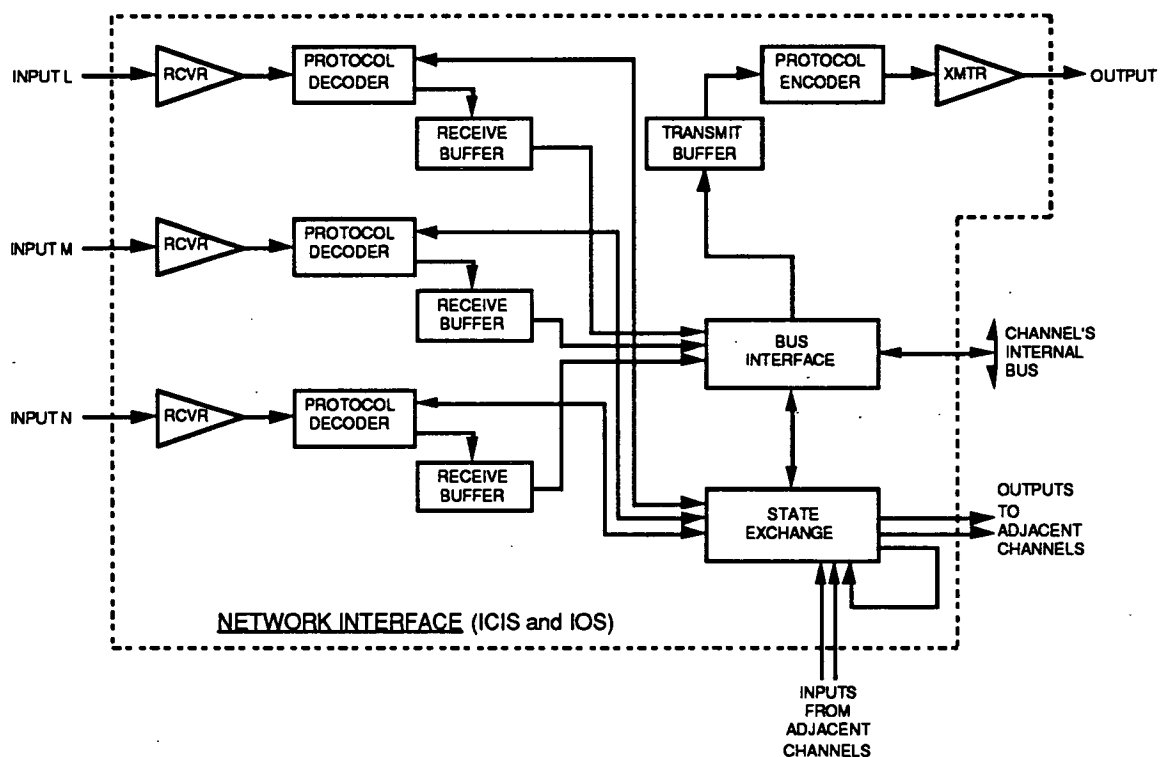 INPUT L
RCVR
PROTOCOL
DECODER
RECEIVE
BUFFER
TRANSMIT
BUFFER
PROTOCOL
ENCODER
XMTR
OUTPUT
INPUT M
RCVR
PROTOCOL
DECODER
RECEIVE
BUFFER
BUS
INTERFACE
CHANNEL'S
INTERNAL
BUS
INPUT N
RCVR
PROTOCOL
DECODER
RECEIVE
BUFFER
STATE
EXCHANGE
OUTPUTS
TO
ADJACENT
CHANNELS
NETWORK INTERFACE (ICIS and IOS)
INPUTS
FROM
ADJACENT
CHANNELS